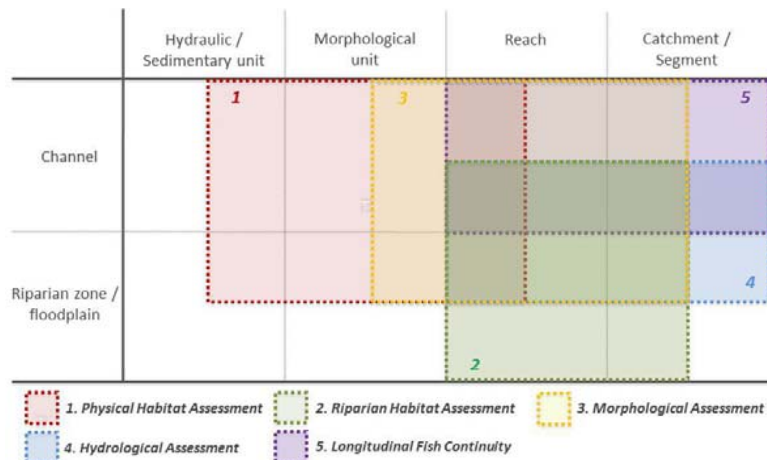 Hydraulic /
Sedimentary unit
Morphological
unit
Reach
Catchment /
Segment
1
3
5
Channel
Riparian zone /
floodplain
4
2
1. Physical Habitat Assessment
2. Riparian Habitat Assessment
3. Morphological Assessment
4. Hydrological Assessment
5. Longitudinal Fish Continuity